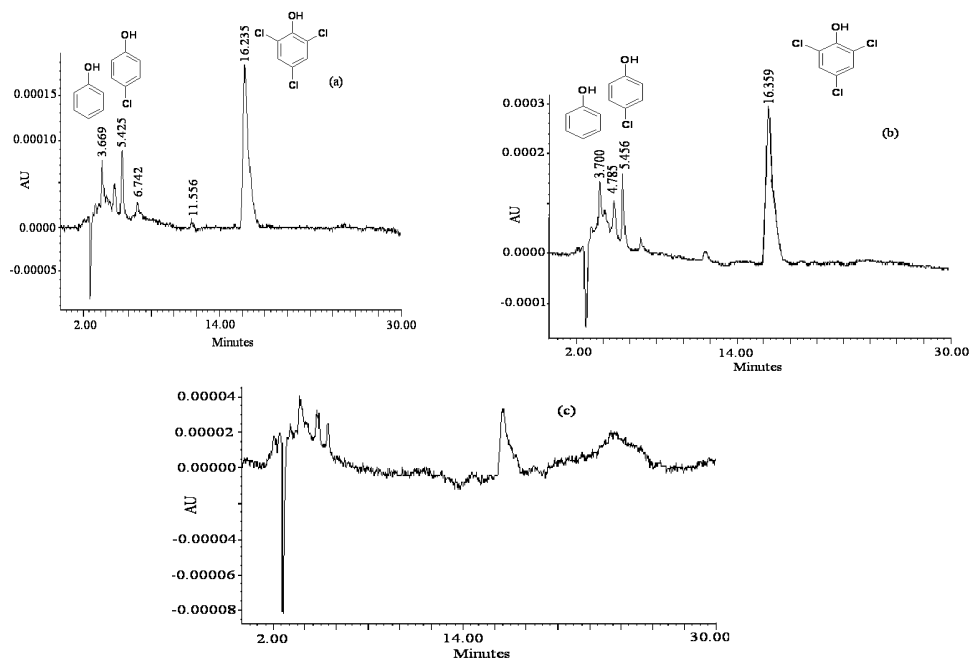 OH
Cl
OH
Cl
OH
Cl
Cl
3.669
5.425
6.742
11.556
16.235
(a)
0.00015
0.00010
0.0000
-0.00005
AU
2.00
14.00
30.00
Minutes
OH
Cl
OH
Cl
OH
Cl
Cl
3.700
4.785
5.456
16.359
(b)
0.0003
0.0002
0.0000
-0.0001
AU
2.00
14.00
30.00
Minutes
(c)
0.00004
0.00002
0.00000
-0.00004
-0.00006
-0.00008
AU
2.00
14.00
30.00
Minutes